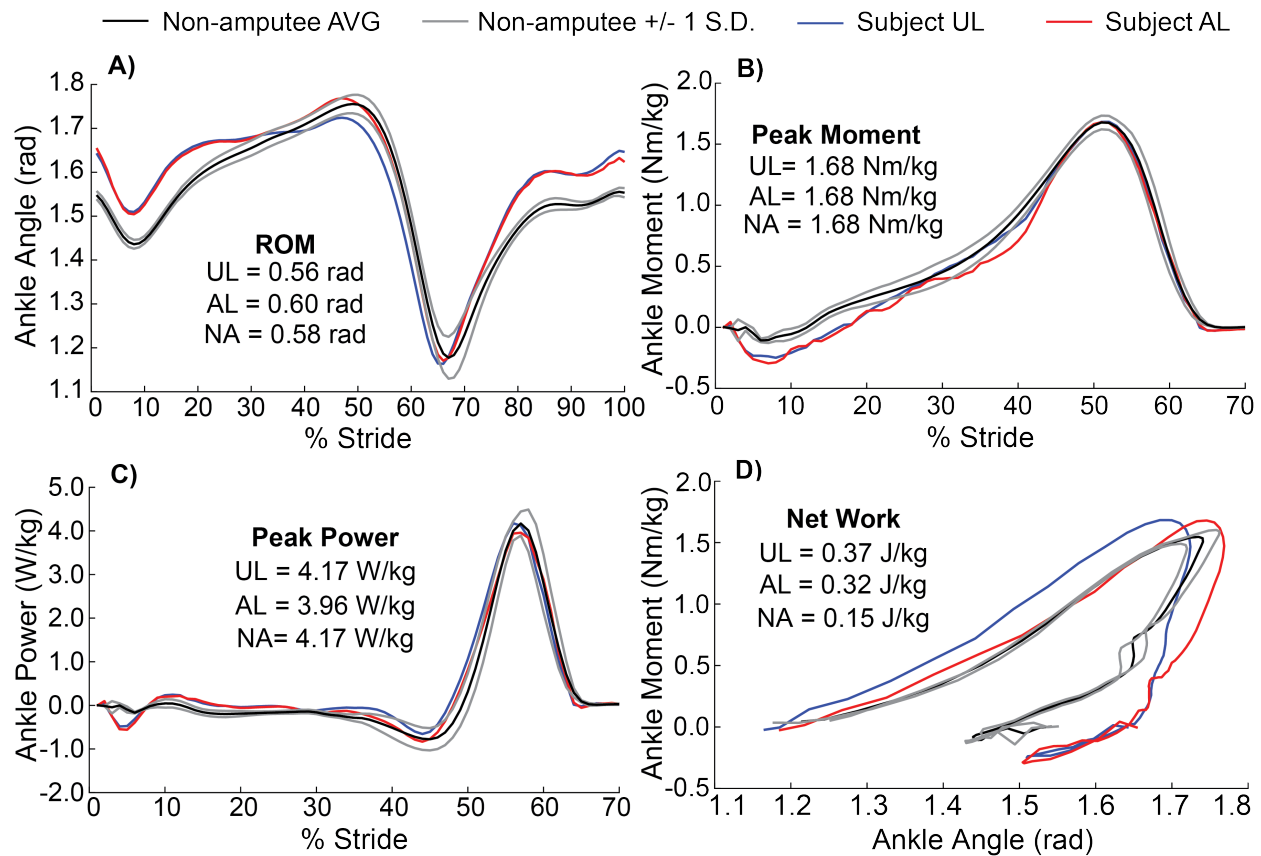 Non-amputee AVG Non-amputee +/- 1 S.D. Subject UL Subject AL
A)
Ankle Angle (rad)
1.8
1.7
1.6
1.5
1.4
1.3
1.2
1.1
ROM
UL = 0.56 rad
AL = 0.60 rad
NA = 0.58 rad
0 10 20 30 40 50 60 70 80 90 100
% Stride
B)
Ankle Moment (Nm/kg)
2.0
1.5
1.0
0.5
0.0
-0.5
Peak Moment
UL= 1.68 Nm/kg
AL= 1.68 Nm/kg
NA = 1.68 Nm/kg
0 10 20 30 40 50 60 70
% Stride
C)
Ankle Power (W/kg)
5.0
4.0
3.0
2.0
1.0
0.0
-1.0
-2.0
Peak Power
UL = 4.17 W/kg
AL = 3.96 W/kg
NA= 4.17 W/kg
0 10 20 30 40 50 60 70
% Stride
D)
Ankle Moment (Nm/kg)
2.0
1.5
1.0
0.5
0.0
-0.5
Net Work
UL = 0.37 J/kg
AL = 0.32 J/kg
NA = 0.15 J/kg
1.1 1.2 1.3 1.4 1.5 1.6 1.7 1.8
Ankle Angle (rad)